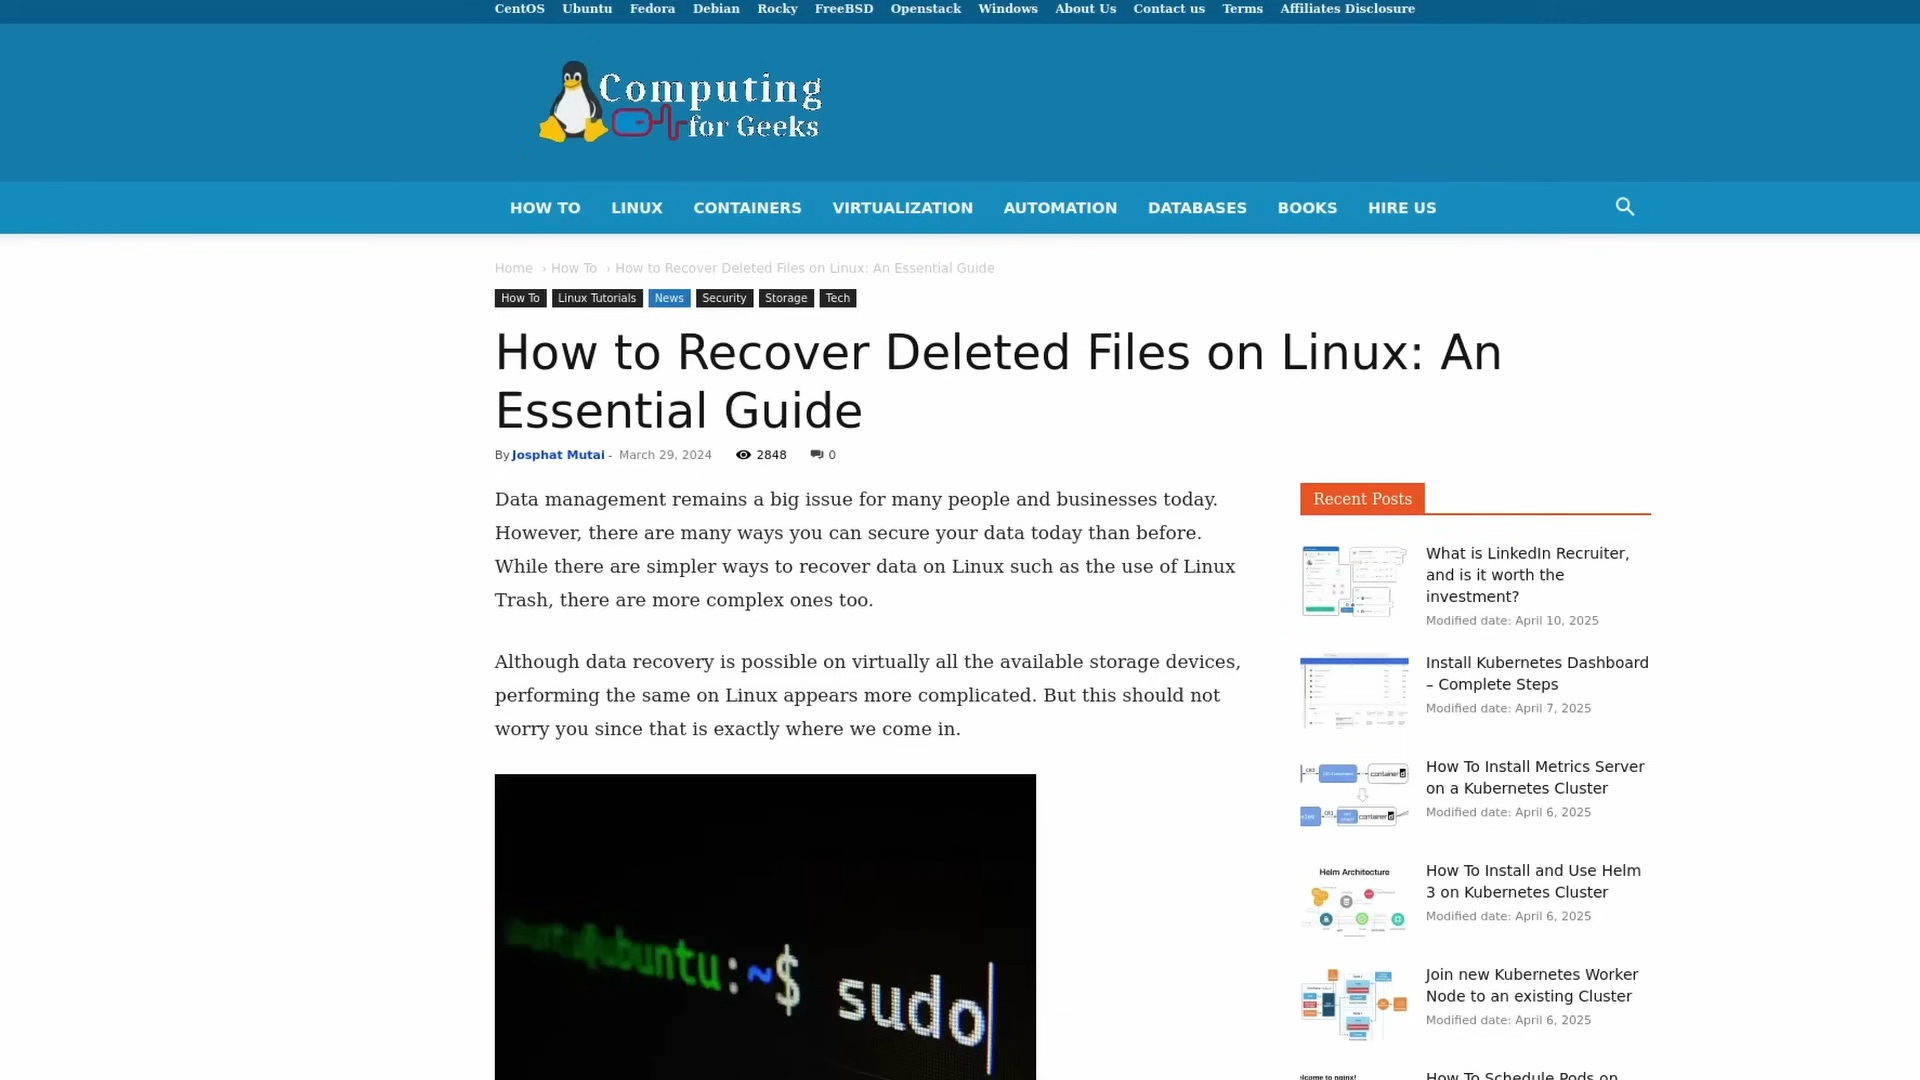 CentOS Ubuntu Fedora Debian Rocky FreeBSD Openstack Windows About Us Contact us Terms Affiliates Disclosure
Computing
for Geeks
HOW TO LINUX CONTAINERS VIRTUALIZATION AUTOMATION DATABASES BOOKS HIRE US
Home › How To › How to Recover Deleted Files on Linux: An Essential Guide
How To Linux Tutorials News Security Storage Tech
How to Recover Deleted Files on Linux: An
Essential Guide
By Josphat Mutai - March 29, 2024 2848 0
Data management remains a big issue for many people and businesses today.
However, there are many ways you can secure your data today than before.
While there are simpler ways to recover data on Linux such as the use of Linux
Trash, there are more complex ones too.
Although data recovery is possible on virtually all the available storage devices,
performing the same on Linux appears more complicated. But this should not
worry you since that is exactly where we come in.
ubuntu@ubuntu:~$ sudo
Recent Posts
What is LinkedIn Recruiter,
and is it worth the
investment?
Modified date: April 10, 2025
Install Kubernetes Dashboard
– Complete Steps
Modified date: April 7, 2025
containerd
containerd
How To Install Metrics Server
on a Kubernetes Cluster
Modified date: April 6, 2025
Helm Architecture
How To Install and Use Helm
3 on Kubernetes Cluster
Modified date: April 6, 2025
Join new Kubernetes Worker
Node to an existing Cluster
Modified date: April 6, 2025
How To Schedule Pods on